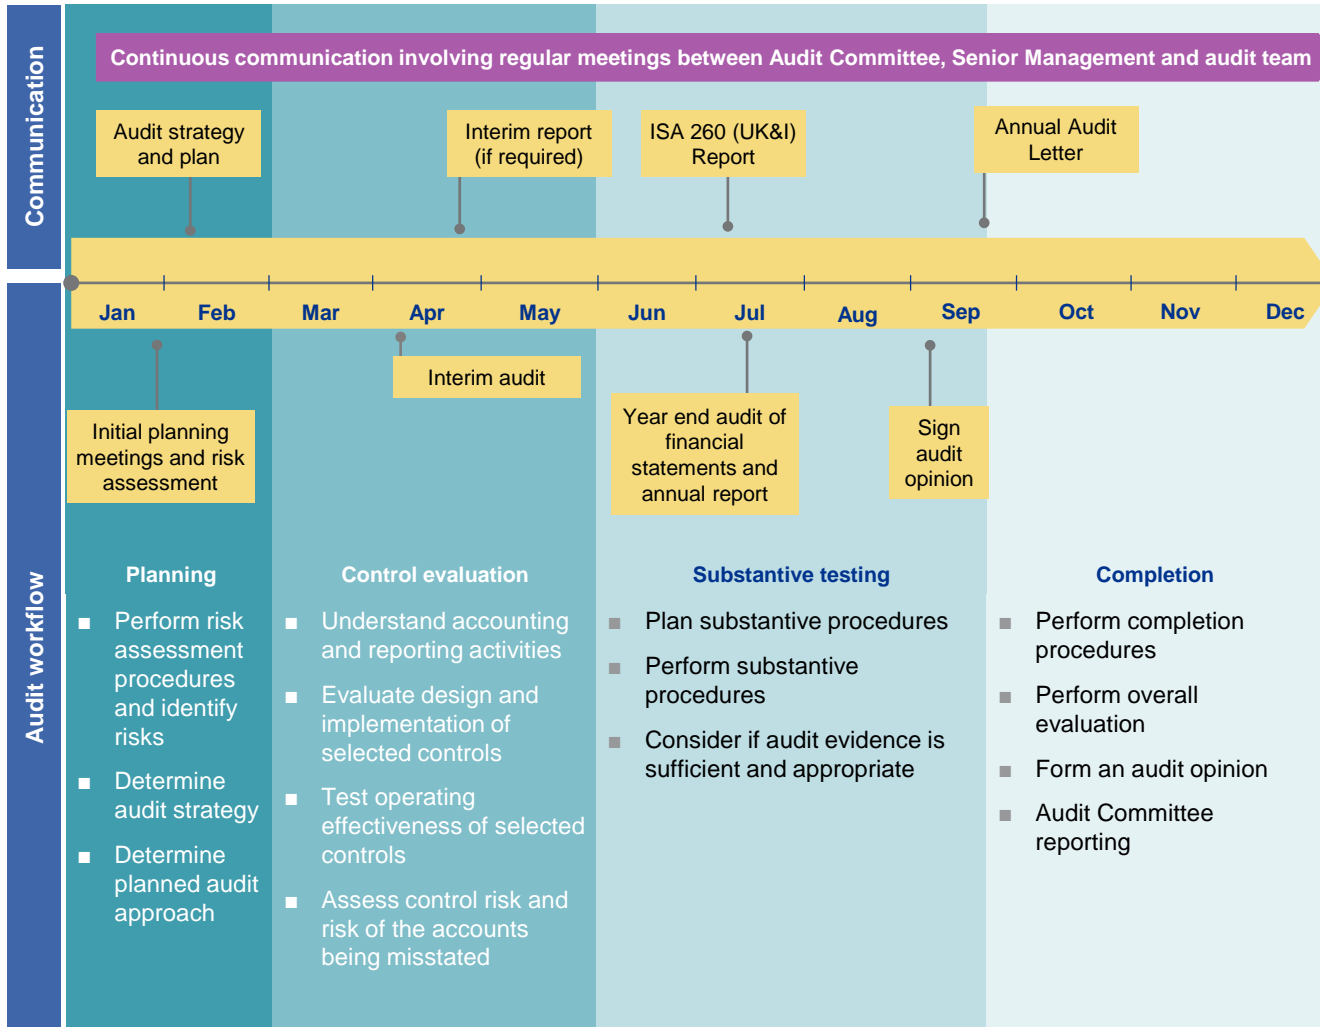 Communication
Continuous communication involving regular meetings between Audit Committee, Senior Management and audit team
Audit strategy
and plan
Interim report
(if required)
ISA 260 (UK&I)
Report
Annual Audit
Letter
Jan
Feb
Mar
Apr
May
Jun
Jul
Aug
Sep
Oct
Nov
Dec
Audit workflow
Initial planning
meetings and risk
assessment
Interim audit
Year end audit of
financial
statements and
annual report
Sign
audit
opinion
Planning
Perform risk
assessment
procedures
and identify
risks
Determine
audit strategy
Determine
planned audit
approach
Control evaluation
Understand accounting
and reporting activities
Evaluate design and
implementation of
selected controls
Test operating
effectiveness of selected
controls
Assess control risk and
risk of the accounts
being misstated
Substantive testing
Plan substantive procedures
Perform substantive
procedures
Consider if audit evidence is
sufficient and appropriate
Completion
Perform completion
procedures
Perform overall
evaluation
Form an audit opinion
Audit Committee
reporting